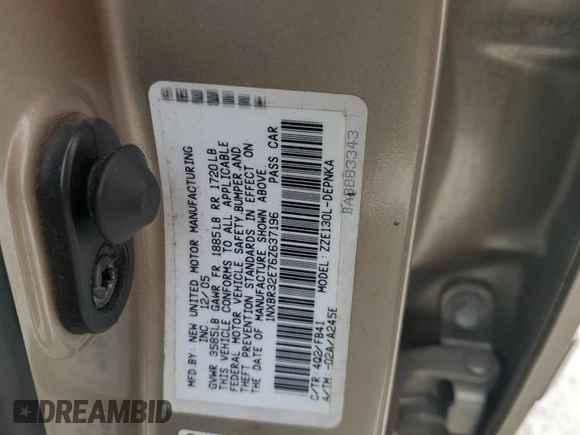 MFD BY: NEW UNITED MOTOR MANUFACTURING
INC 12/05
GVWR 3585LB GAWR FR 1885LB RR 1720LB
THIS VEHICLE CONFORMS TO ALL APPLICABLE
FEDERAL MOTOR VEHICLE SAFETY,BUMPER,AND
THEFT PREVENTION STANDARDS IN EFFECT ON
THE DATE OF MANUFACTURE SHOWN ABOVE.
1NXBR32E76Z637196 PASS CAR
MODEL: ZZE130L-DEPNKA
C/TR: 4Q2/FB41
A/TM -02A/A245E
BAB883343
DREAMBID